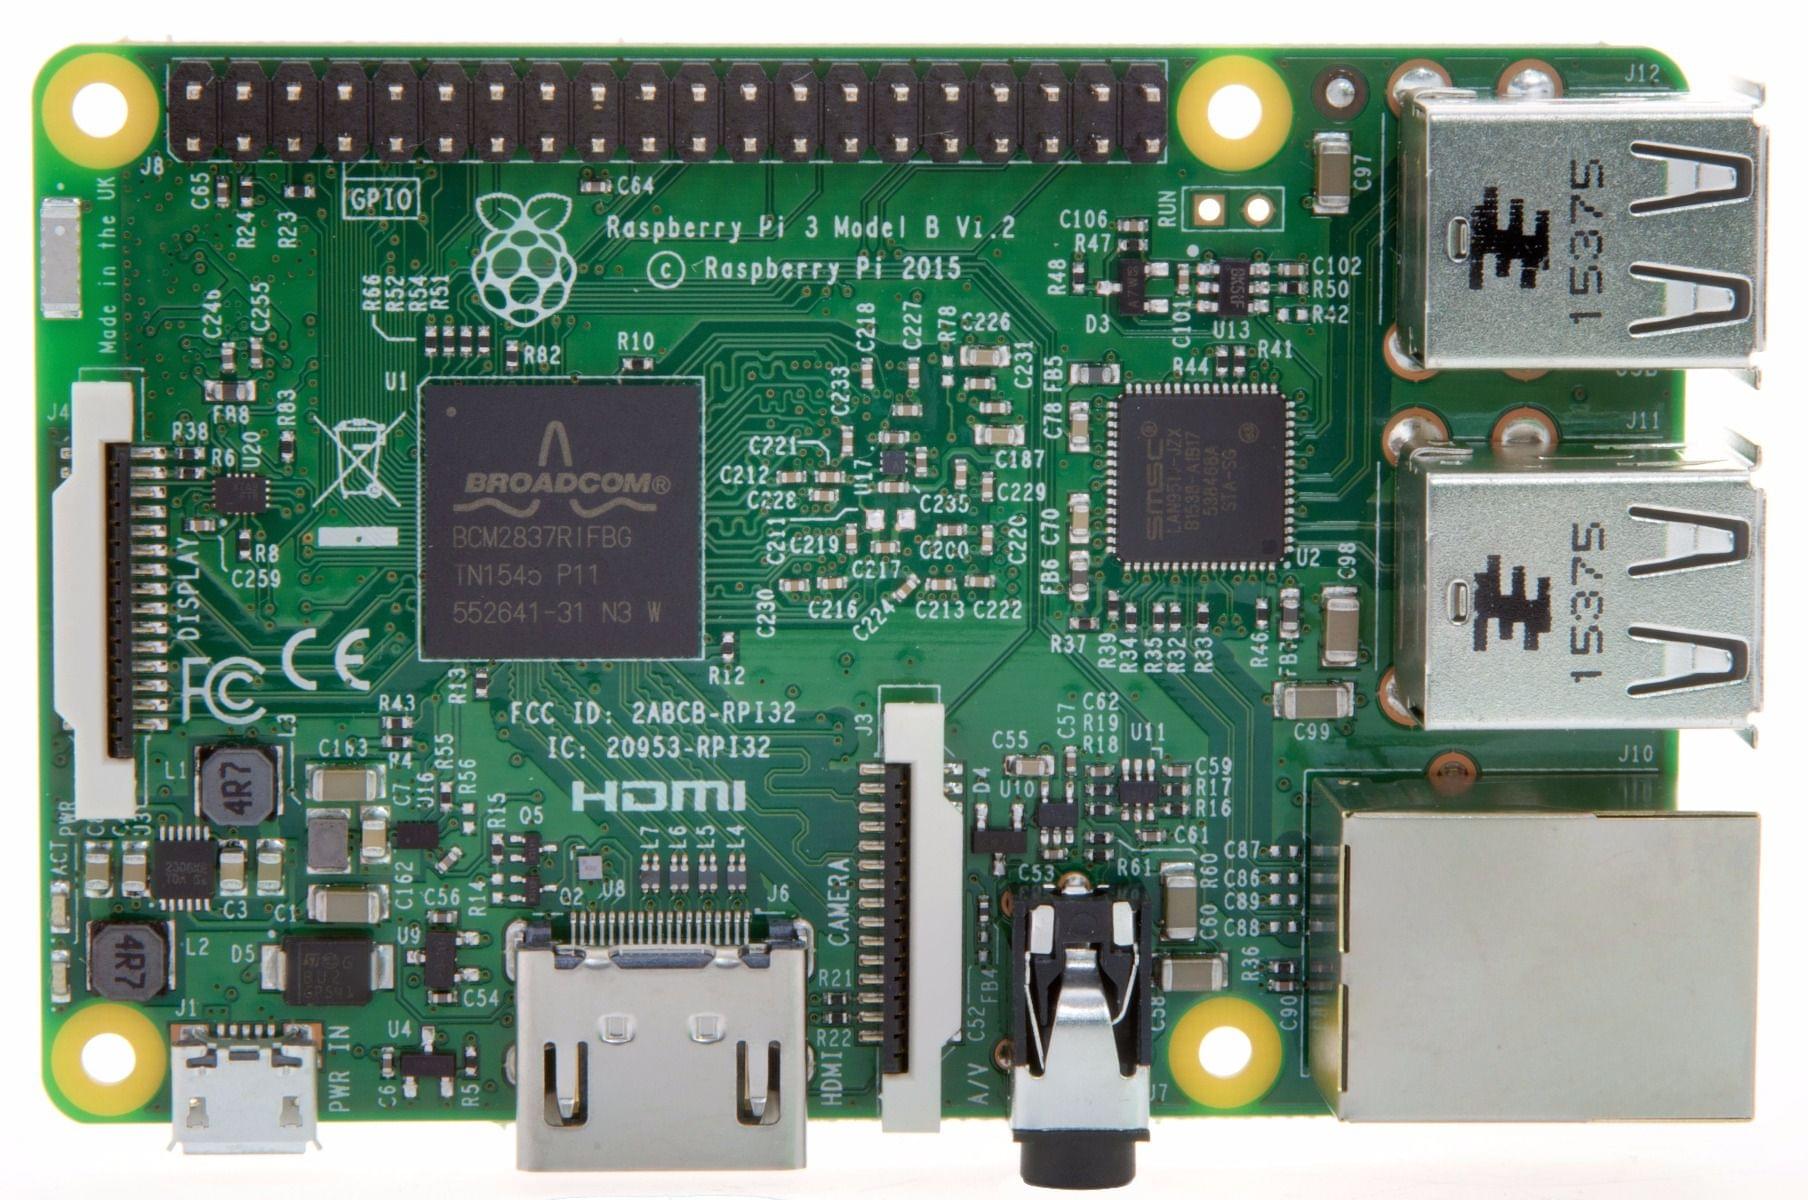 J12
J8
C65
R24
R23
GPIO
C64
RUN
C97
Made in the UK
Raspberry Pi 3 Model B V1.2
© Raspberry Pi 2015
C106
R47
R48
C102
R50
R42
D3
C101
U13
15375
R66
R52
R54
R51
C246
C255
R82
R10
C218
C227
R78
C226
C231
FB5
R44
R41
U1
C233
J4
FB8
R83
R38
R6
U20
BROADCOM®
BCM2837RIFBG
TN1545 P11
552641-31 N3 W
C221
C212
C228
U17
C187
C229
C235
C211
C219
C217
C200
C220
C230
C216
C224
C213
C222
C78
C70
FB6
smsc
LAN9514-JZX
B1538-A1B17
538468A
STA-SG
U2
C98
J11
15375
R8
C259
DISPLAY
FC CE
R37
R39
R34
R35
R32
R33
R46
FB7
C99
R13
R12
FCC ID: 2ABCB-RPI32
IC: 20953-RPI32
HDMI
J3
L3
R43
R4
R55
R56
C163
L1
4R7
C7
U16
C62
R19
R18
C57
C55
U11
D4
U10
C59
R17
R16
C61
R61
R60
J10
PWR
ACT
R15
Q5
L7
L6
L5
L4
R14
Q2
U8
J6
C162
C56
C3
C1
L2
4R7
D5
U9
C54
CAMERA
C53
C60
C87
C86
C89
C88
R36
C90
R21
R22
FB4
C52
C58
J1
PWR IN
U4
C6
R5
HDMI
A/V
J7